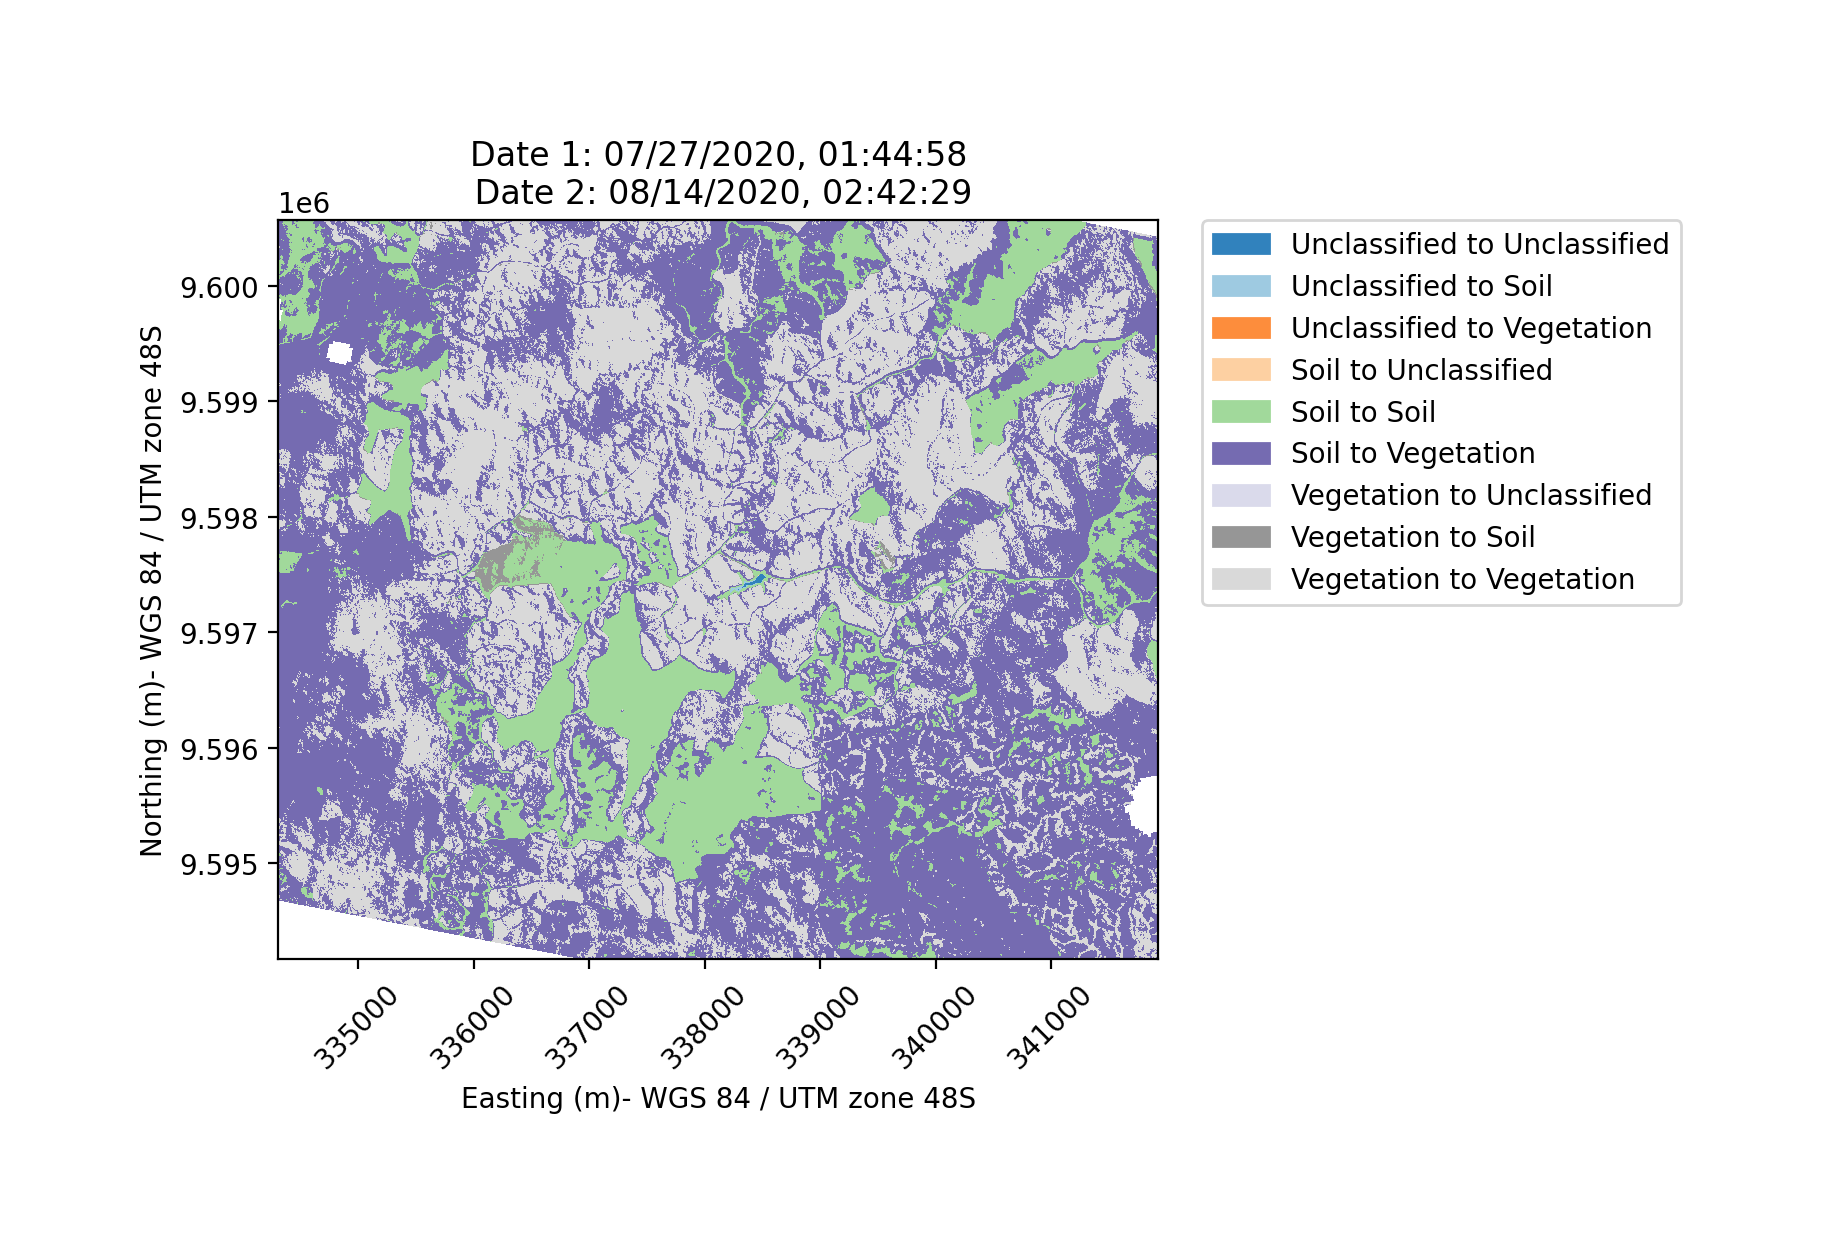 Date 1: 07/27/2020, 01:44:58
Date 2: 08/14/2020, 02:42:29
1e6
9.600
9.599
9.598
9.597
9.596
9.595
Northing (m)- WGS 84 / UTM zone 48S
335000
336000
337000
338000
339000
340000
341000
Easting (m)- WGS 84 / UTM zone 48S
Unclassified to Unclassified
Unclassified to Soil
Unclassified to Vegetation
Soil to Unclassified
Soil to Soil
Soil to Vegetation
Vegetation to Unclassified
Vegetation to Soil
Vegetation to Vegetation